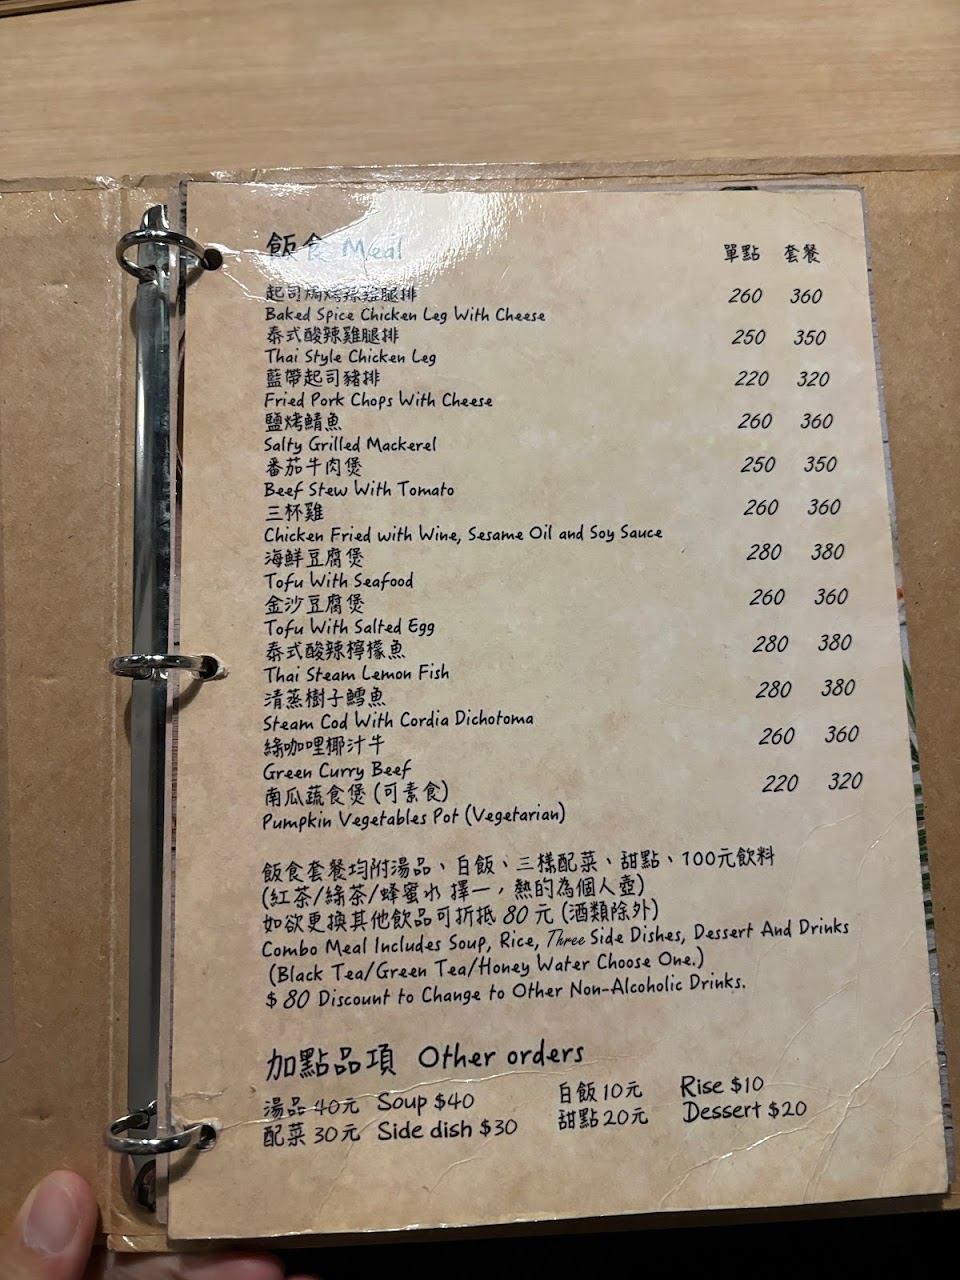 飯食 Meal 單點 套餐
起司焗烤辣雞腿排 260 360
Baked Spice Chicken Leg With Cheese
泰式酸辣雞腿排 250 350
Thai Style Chicken Leg
藍帶起司豬排 220 320
Fried Pork Chops With Cheese
鹽烤鯖魚 260 360
Salty Grilled Mackerel
番茄牛肉煲 250 350
Beef Stew With Tomato
三杯雞 260 360
Chicken Fried with Wine, Sesame Oil and Soy Sauce
海鮮豆腐煲 280 380
Tofu With Seafood
金沙豆腐煲 260 360
Tofu With Salted Egg
泰式酸辣檸檬魚 280 380
Thai Steam Lemon Fish
清蒸樹子鱈魚 280 380
Steam Cod With Cordia Dichotoma
綠咖哩椰汁牛 260 360
Green Curry Beef
南瓜蔬食煲 (可素食) 220 320
Pumpkin Vegetables Pot (Vegetarian)
飯食套餐均附湯品、白飯、三樣配菜、甜點、100元飲料
(紅茶/綠茶/蜂蜜水 擇一，熱的為個人壺)
如欲更換其他飲品可折抵 80 元 (酒類除外)
Combo Meal Includes Soup, Rice, Three Side Dishes, Dessert And Drinks
(Black Tea/Green Tea/Honey Water Choose One.)
$ 80 Discount to Change to Other Non-Alcoholic Drinks.
加點品項 Other orders
湯品 40元 Soup $40 白飯 10元 Rise $10
配菜 30元 Side dish $30 甜點 20元 Dessert $20